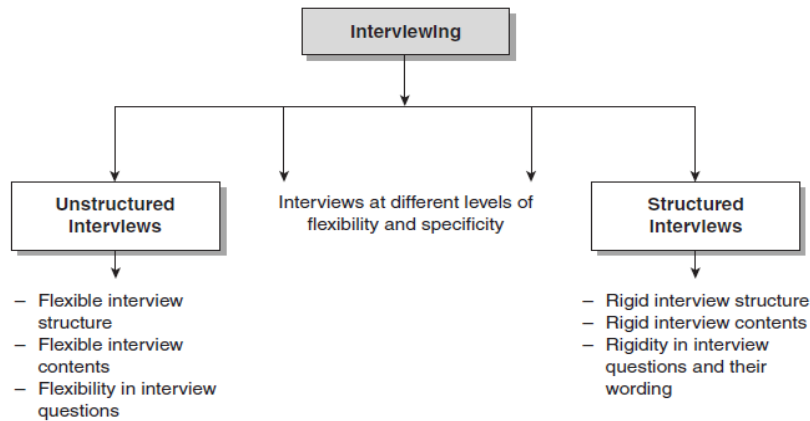 Interviewing
Unstructured
Interviews
Interviews at different levels of
flexibility and specificity
Structured
Interviews
– Flexible interview
structure
– Flexible interview
contents
– Flexibility in interview
questions
– Rigid interview structure
– Rigid interview contents
– Rigidity in interview
questions and their
wording